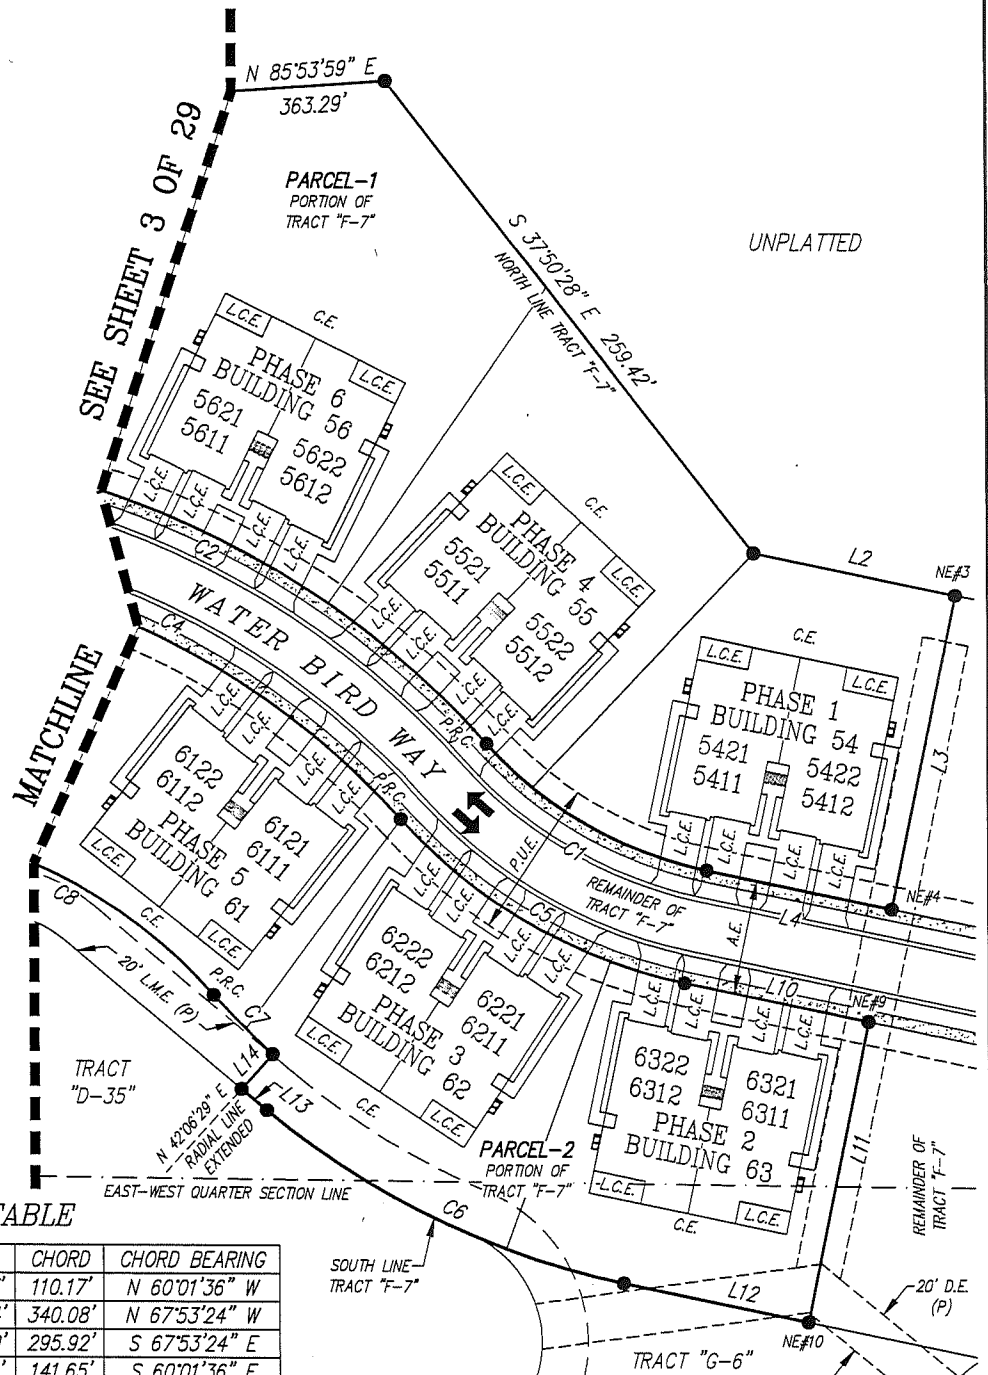 N 85°53'59" E
363.29'
SEE SHEET 3 OF 29
PARCEL-1
PORTION OF
TRACT "F-7"
S 37°50'28" E 259.42'
NORTH LINE TRACT "F-7"
UNPLATTED
L.C.E.
C.E.
L.C.E.
PHASE 6
BUILDING 56
5621
5611
5622
5612
L.C.E.
L.C.E.
L.C.E.
L.C.E.
C2
L.C.E.
C.E.
L.C.E.
PHASE 4
BUILDING 55
5521
5511
5522
5512
L.C.E.
L.C.E.
L.C.E.
L.C.E.
P.R.C.
L2
NE#3
C.E.
L.C.E.
L.C.E.
PHASE 1
BUILDING 54
5421
5411
5422
5412
L.C.E.
L.C.E.
L.C.E.
L.C.E.
L3
NE#4
WATER BIRD WAY
C4
MATCHLINE
L.C.E.
L.C.E.
L.C.E.
L.C.E.
P.R.C.
6122
6112
6121
6111
PHASE 5
BUILDING 61
L.C.E.
C.E.
L.C.E.
C8
20' L.M.E.
(P)
P.R.C.
C7
P.U.E.
C1
REMAINDER OF
TRACT "F-7"
A.E.
L4
C5
L10
NE#9
L.C.E.
L.C.E.
L.C.E.
L.C.E.
6222
6212
6221
6211
PHASE 3
BUILDING 62
L.C.E.
C.E.
L.C.E.
L.C.E.
L.C.E.
L.C.E.
L.C.E.
6322
6312
6321
6311
PHASE 2
BUILDING 63
L.C.E.
C.E.
L.C.E.
L11
REMAINDER OF
TRACT "F-7"
TRACT
"D-35"
L14
L13
N 42°06'29" E
RADIAL LINE
EXTENDED
PARCEL-2
PORTION OF
TRACT "F-7"
EAST-WEST QUARTER SECTION LINE
C6
SOUTH LINE
TRACT "F-7"
L12
20' D.E.
(P)
NE#10
TRACT "G-6"
TABLE
CHORD CHORD BEARING
110.17' N 60°01'36" W
340.08' N 67°53'24" W
295.92' S 67°53'24" E
141.65' S 60°01'36" E